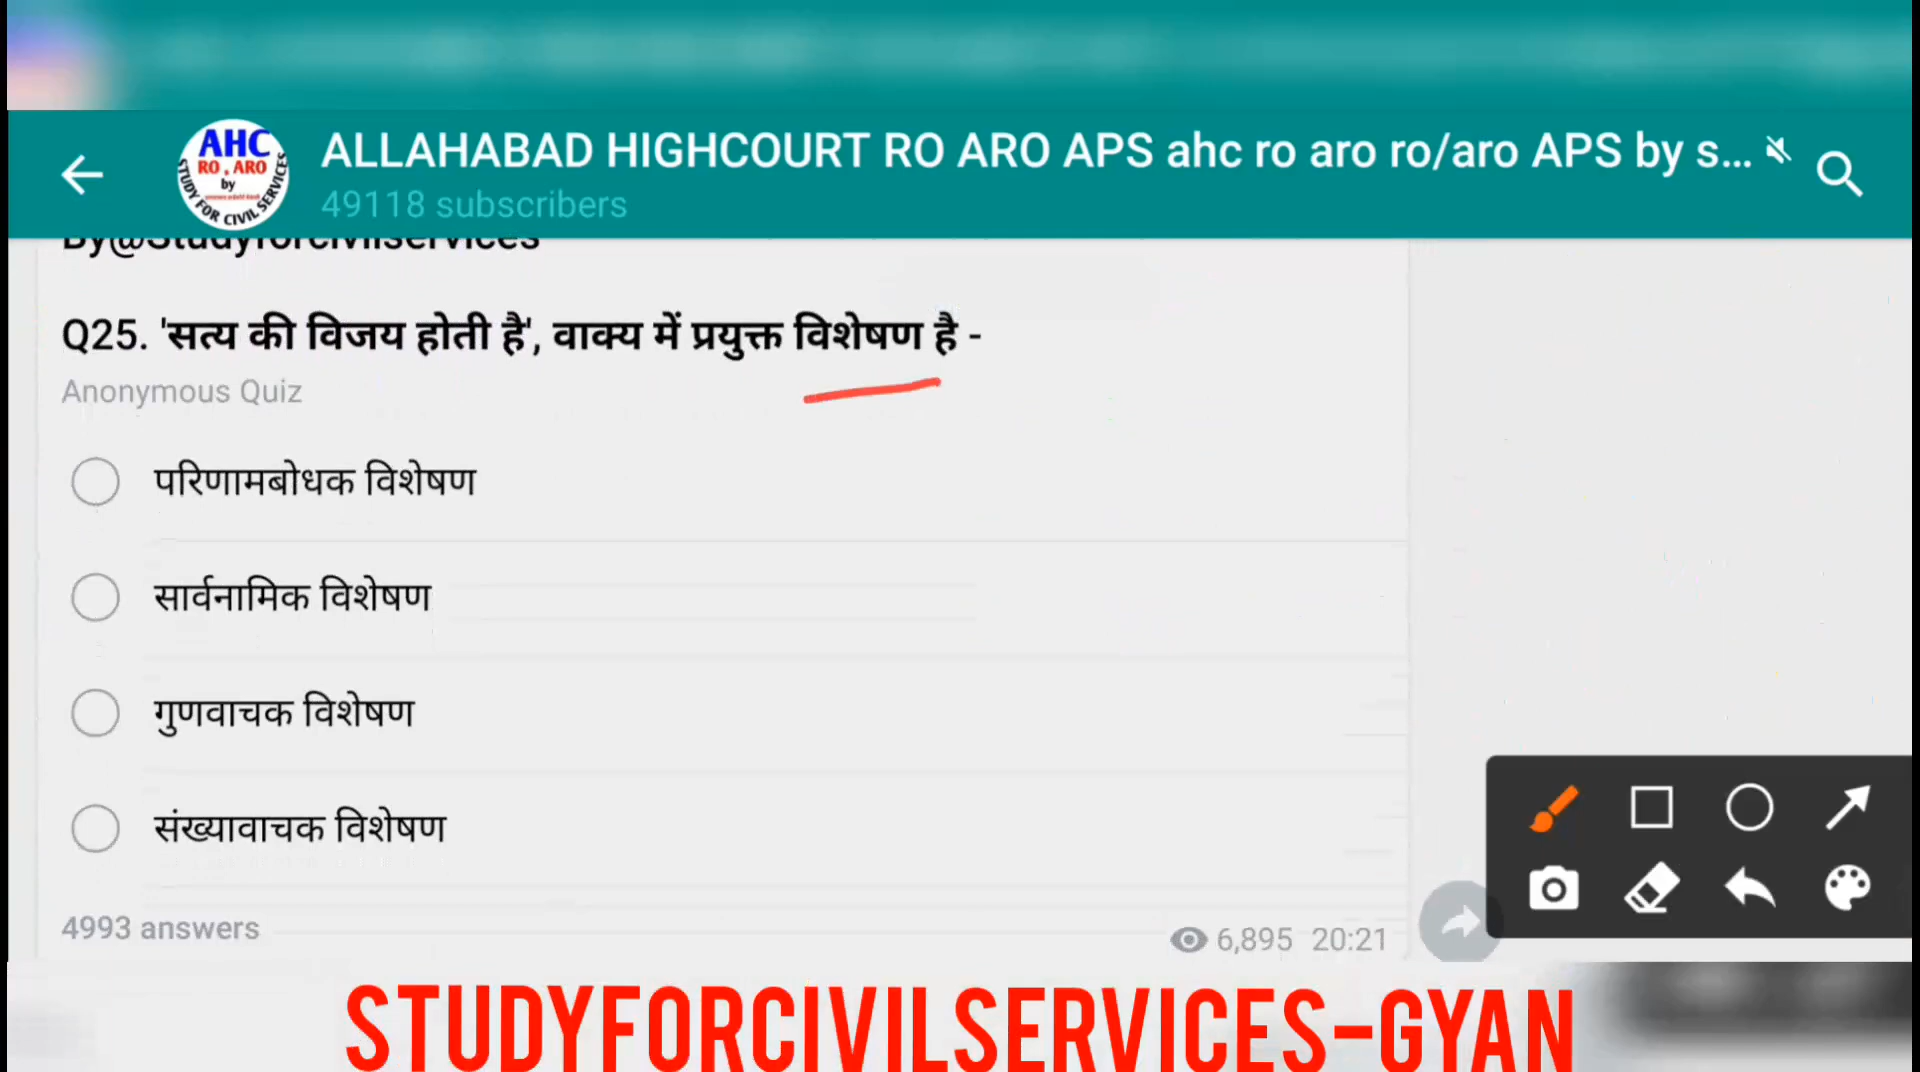 ALLAHABAD HIGHCOURT RO ARO APS ahc ro aro ro/aro APS by s...
49118 subscribers
AHC
RO , ARO
by
STUDY FOR CIVIL SERVICES
By@Studyforcivilservices
Q25. 'सत्य की विजय होती है', वाक्य में प्रयुक्त विशेषण है -
Anonymous Quiz
परिणामबोधक विशेषण
सार्वनामिक विशेषण
गुणवाचक विशेषण
संख्यावाचक विशेषण
4993 answers
6,895 20:21
STUDYFORCIVILSERVICES-GYAN